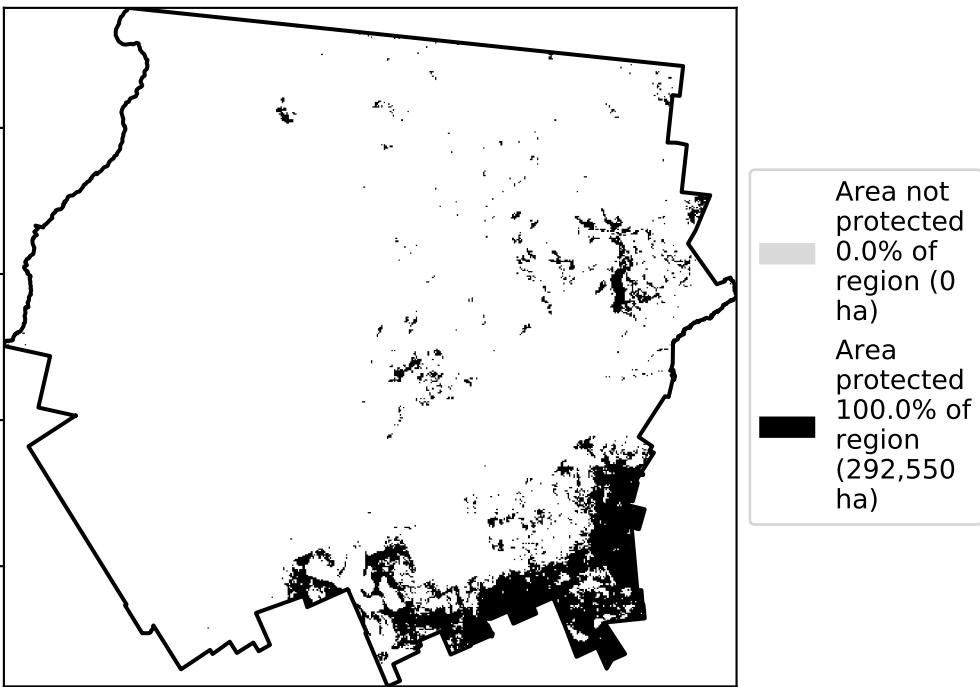 Area not
protected
0.0% of
region (0
ha)
Area
protected
100.0% of
region
(292,550
ha)